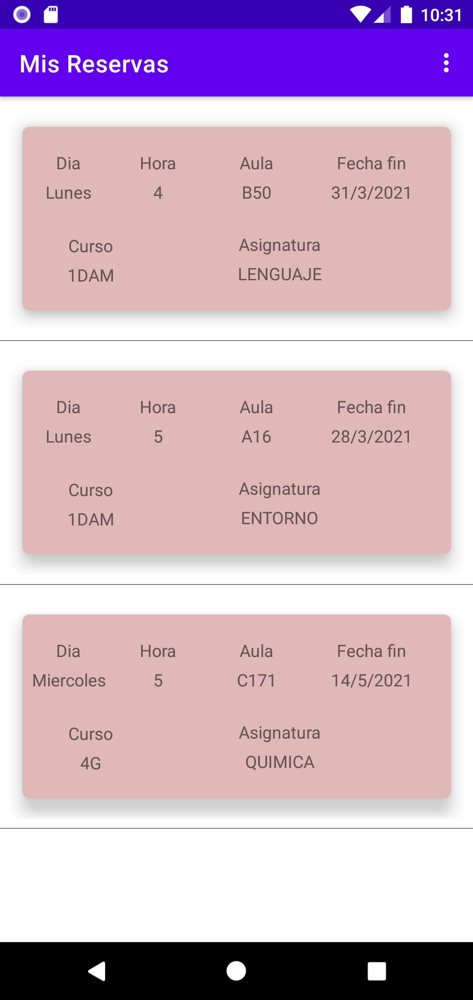 10:31
Mis Reservas
Dia Hora Aula Fecha fin
Lunes 4 B50 31/3/2021
Curso Asignatura
1DAM LENGUAJE
Dia Hora Aula Fecha fin
Lunes 5 A16 28/3/2021
Curso Asignatura
1DAM ENTORNO
Dia Hora Aula Fecha fin
Miercoles 5 C171 14/5/2021
Curso Asignatura
4G QUIMICA